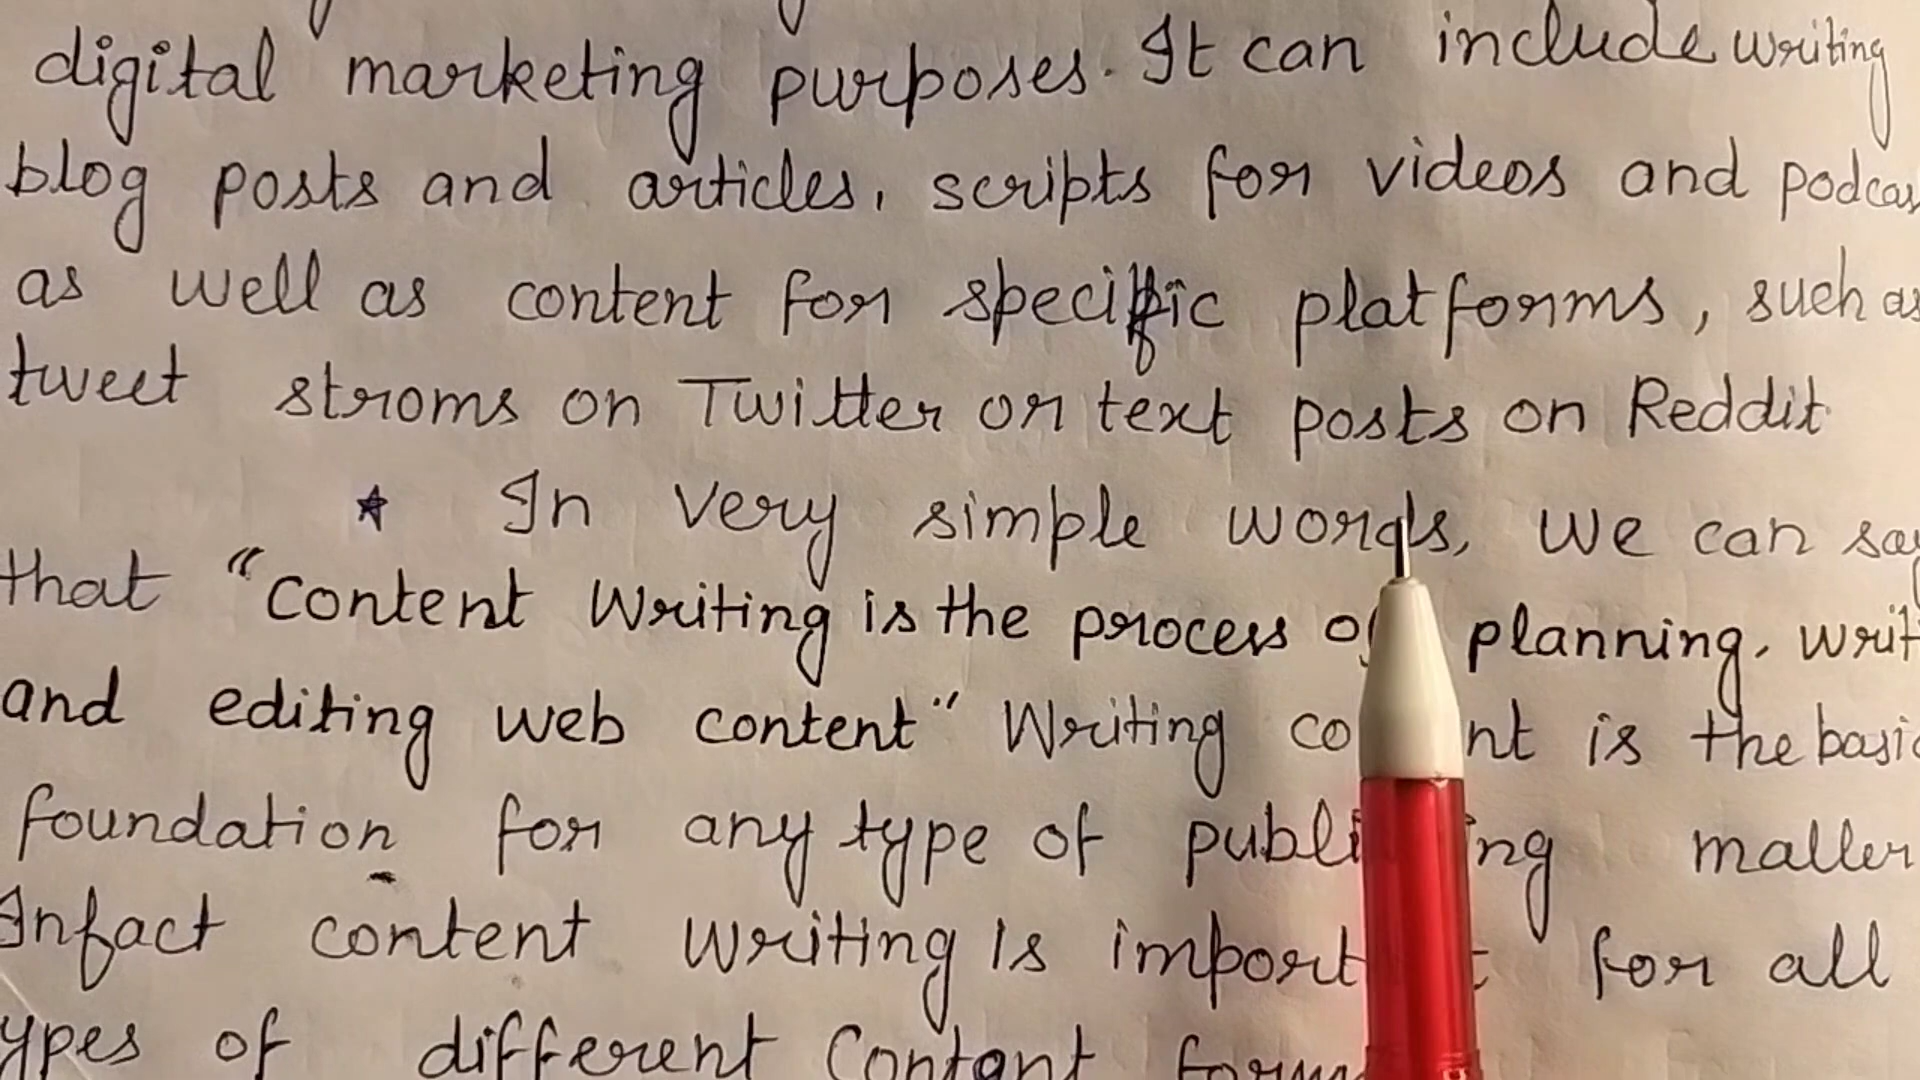 digital marketing purposes. It can include writing
blog posts and articles, scripts for videos and podcas
as well as content for specific platforms, such as
tweet stroms on Twitter or text posts on Reddit
★ In very simple words, we can say
that "Content Writing is the process of planning, writ
and editing web content" Writing co nt is the basic
foundation for any type of publi ing matter
Infact content writing is import t for all
ypes of different Content form